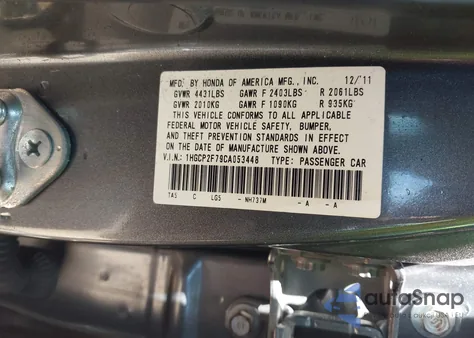 MFD. BY HONDA OF AMERICA MFG., INC. 12/11
GVWR 4431LBS GAWR F 2403LBS R 2061LBS
GVWR 2010KG GAWR F 1090KG R 935KG
THIS VEHICLE CONFORMS TO ALL APPLICABLE
FEDERAL MOTOR VEHICLE SAFETY, BUMPER,
AND THEFT PREVENTION STANDARDS IN EFFECT
ON THE DATE OF MANUFACTURE SHOWN ABOVE.
V.I.N.: 1HGCP2F79CA053448 TYPE: PASSENGER CAR
TA5 C LG5 - NH737M - A - A
autoSnap